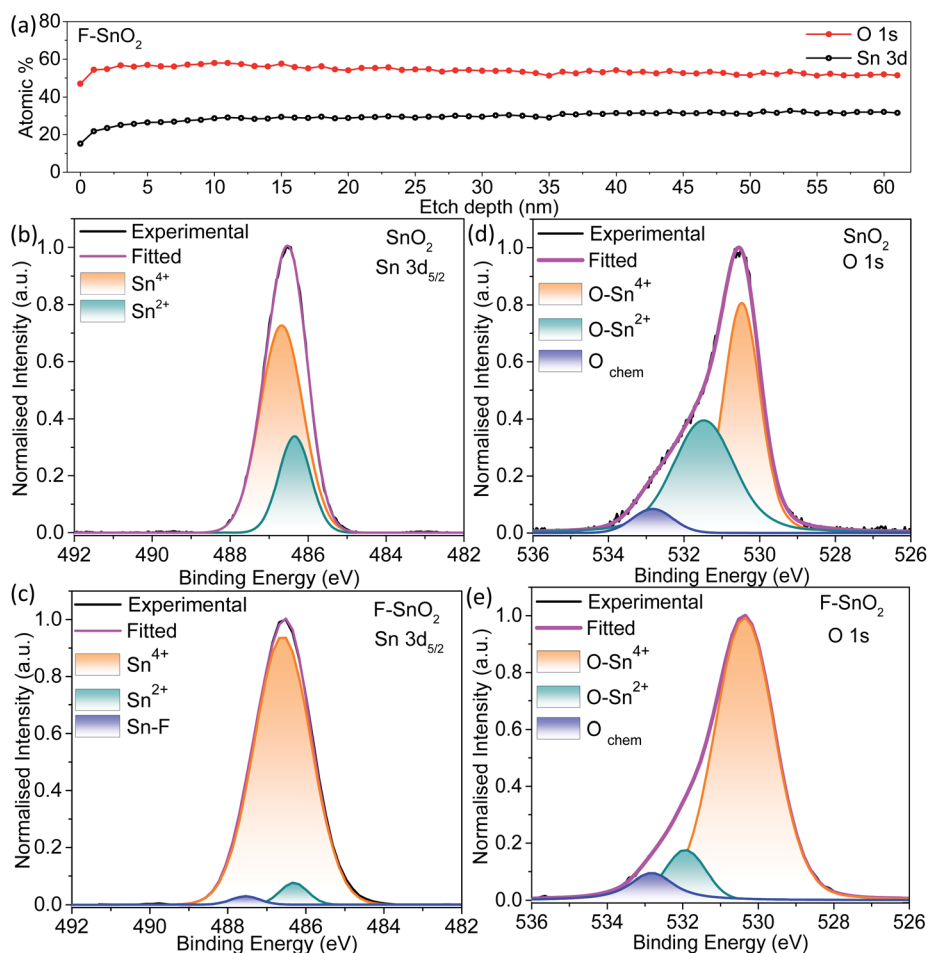 (a)
80
60
40
20
0
Atomic %
F-SnO2
O 1s
Sn 3d
0 5 10 15 20 25 30 35 40 45 50 55 60
Etch depth (nm)
(b)
Normalised Intensity (a.u.)
1.0
0.8
0.6
0.4
0.2
0.0
Experimental
Fitted
Sn4+
Sn2+
SnO2
Sn 3d5/2
492 490 488 486 484 482
Binding Energy (eV)
(d)
Normalised Intensity (a.u.)
1.0
0.8
0.6
0.4
0.2
0.0
Experimental
Fitted
O-Sn4+
O-Sn2+
O chem
SnO2
O 1s
536 534 532 530 528 526
Binding Energy (eV)
(c)
Normalised Intensity (a.u.)
1.0
0.8
0.6
0.4
0.2
0.0
Experimental
Fitted
Sn4+
Sn2+
Sn-F
F-SnO2
Sn 3d5/2
492 490 488 486 484 482
Binding Energy (eV)
(e)
Normalised Intensity (a.u.)
1.0
0.8
0.6
0.4
0.2
0.0
Experimental
Fitted
O-Sn4+
O-Sn2+
O chem
F-SnO2
O 1s
536 534 532 530 528 526
Binding Energy (eV)